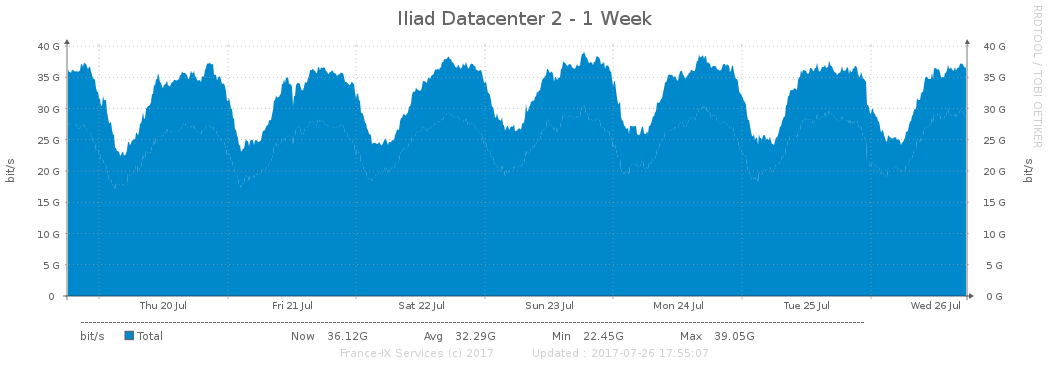 Iliad Datacenter 2 - 1 Week
RRDTOOL / TOBI OETIKER
40 G 40 G
35 G 35 G
30 G 30 G
25 G 25 G
20 G 20 G
15 G 15 G
10 G 10 G
5 G 5 G
0 0 G
bit/s bit/s
Thu 20 Jul Fri 21 Jul Sat 22 Jul Sun 23 Jul Mon 24 Jul Tue 25 Jul Wed 26 Jul
bit/s Total Now 36.12G Avg 32.29G Min 22.45G Max 39.05G
France-IX Services (c) 2017 Updated : 2017-07-26 17:55:07